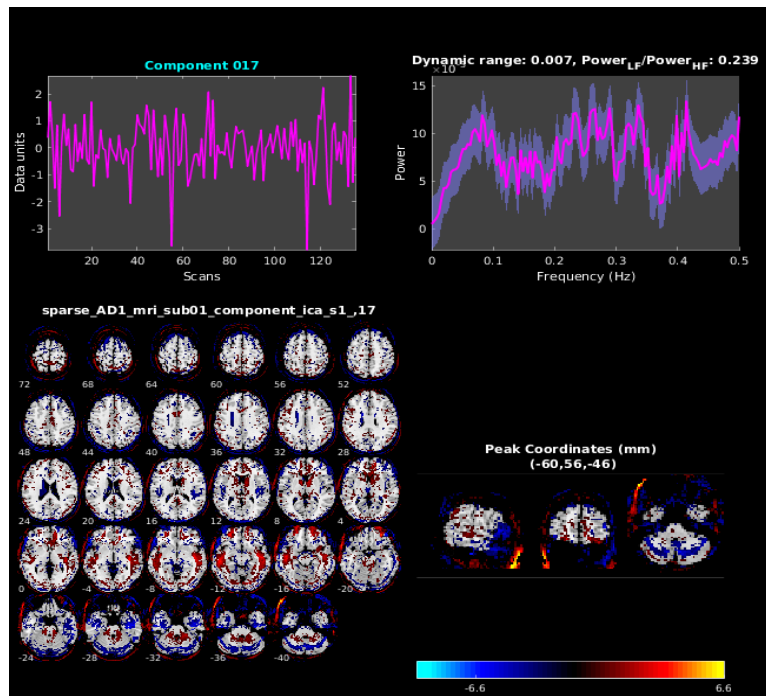 Component 017
Data units
2
1
0
-1
-2
-3
20
40
60
80
100
120
Scans
Dynamic range: 0.007, Power_LF/Power_HF: 0.239
Power
15
10
5
0
0
0.1
0.2
0.3
0.4
0.5
Frequency (Hz)
sparse_AD1_mri_sub01_component_ica_s1_,17
72 68 64 60 56 52
48 44 40 36 32 28
24 20 16 12 8 4
0 -4 -8 -12 -16 -20
-24 -28 -32 -36 -40
Peak Coordinates (mm)
(-60,56,-46)
-6.6 6.6